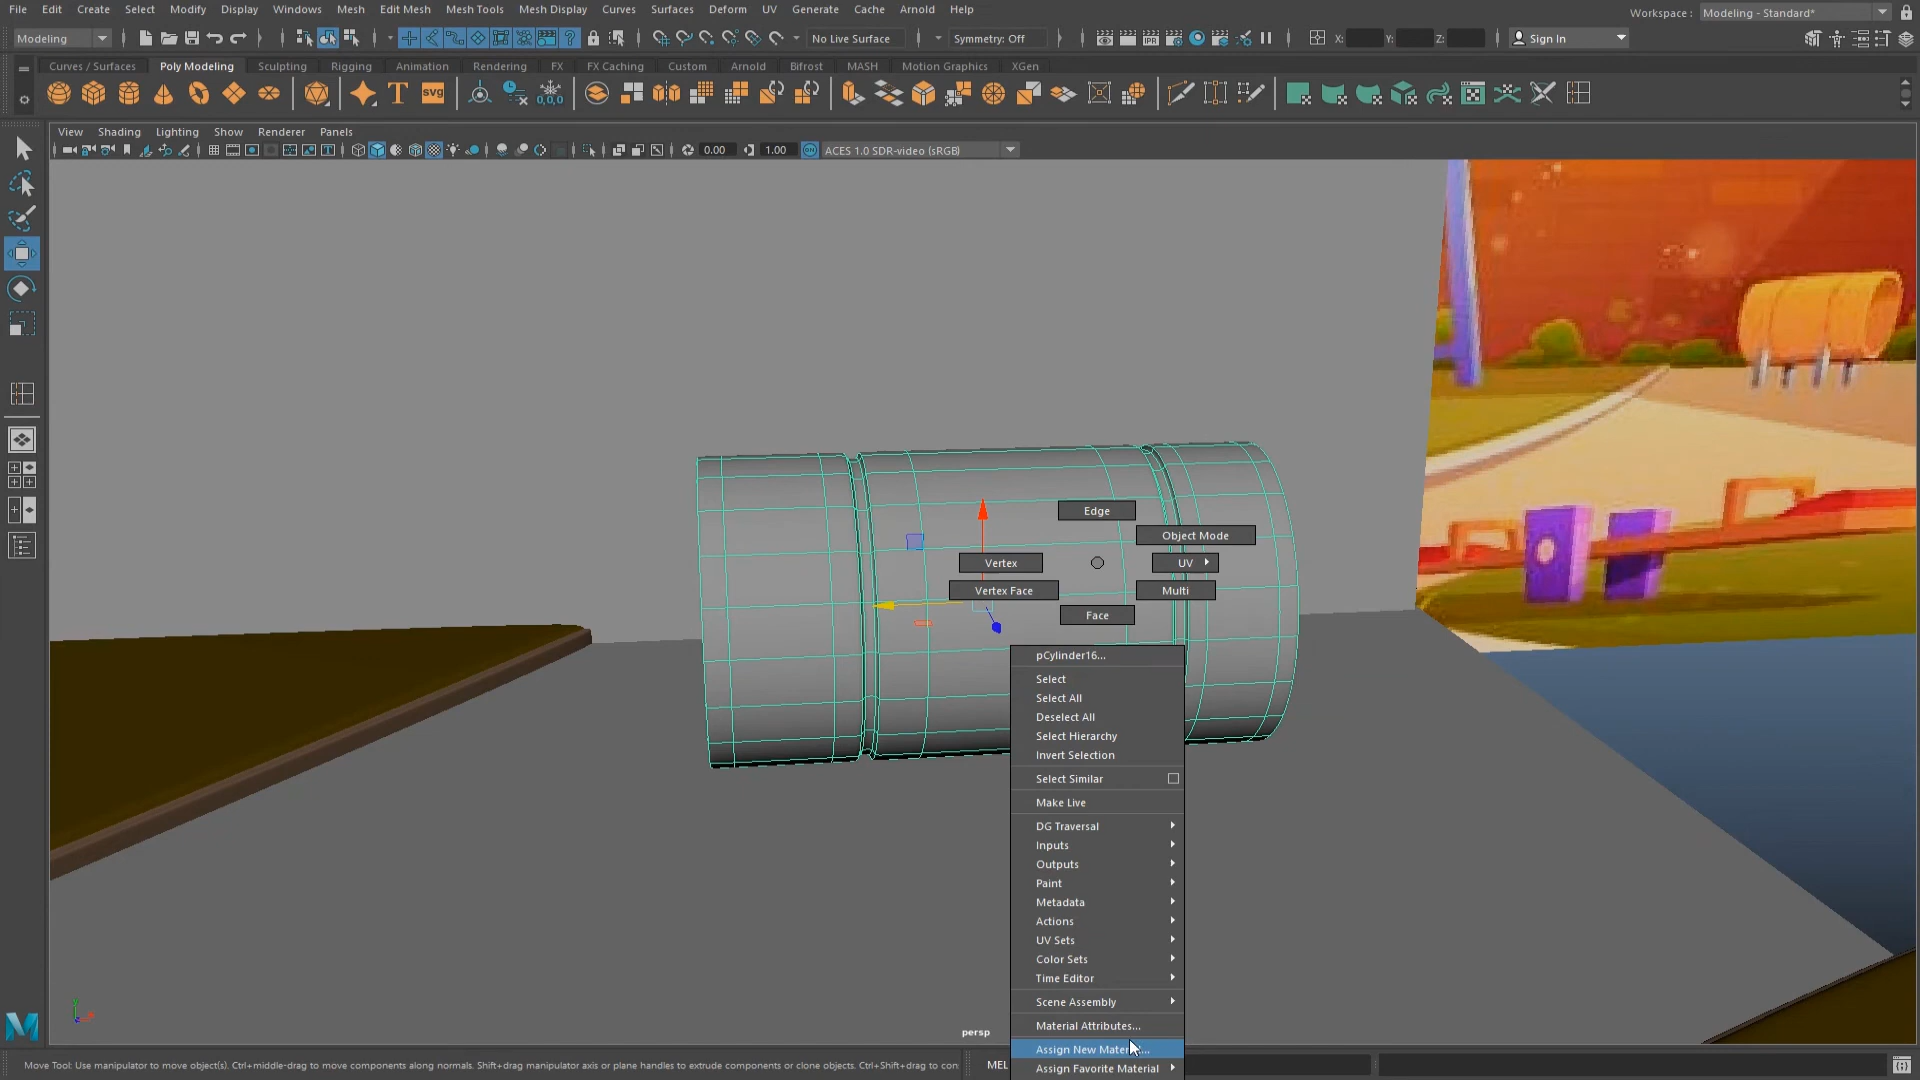 File Edit Create Select Modify Display Windows Mesh Edit Mesh Mesh Tools Mesh Display Curves Surfaces Deform UV Generate Cache Arnold Help
Workspace : Modeling - Standard*
Modeling
No Live Surface
Symmetry: Off
X:
Y:
Z:
Sign In
Curves / Surfaces Poly Modeling Sculpting Rigging Animation Rendering FX FX Caching Custom Arnold Bifrost MASH Motion Graphics XGen
T
SVG
0,0,0
View Shading Lighting Show Renderer Panels
0.00
1.00
ACES 1.0 SDR-video (sRGB)
Edge
Object Mode
Vertex
UV
Vertex Face
Multi
Face
pCylinder16...
Select
Select All
Deselect All
Select Hierarchy
Invert Selection
Select Similar
Make Live
DG Traversal
Inputs
Outputs
Paint
Metadata
Actions
UV Sets
Color Sets
Time Editor
Scene Assembly
Material Attributes...
persp
Assign New
Assign Favorite Material
Move Tool: Use manipulator to move object(s). Ctrl+middle-drag to move components along normals. Shift+drag manipulator axis or plane handles to extrude components or clone objects. Ctrl+Shift+drag to con
MEL